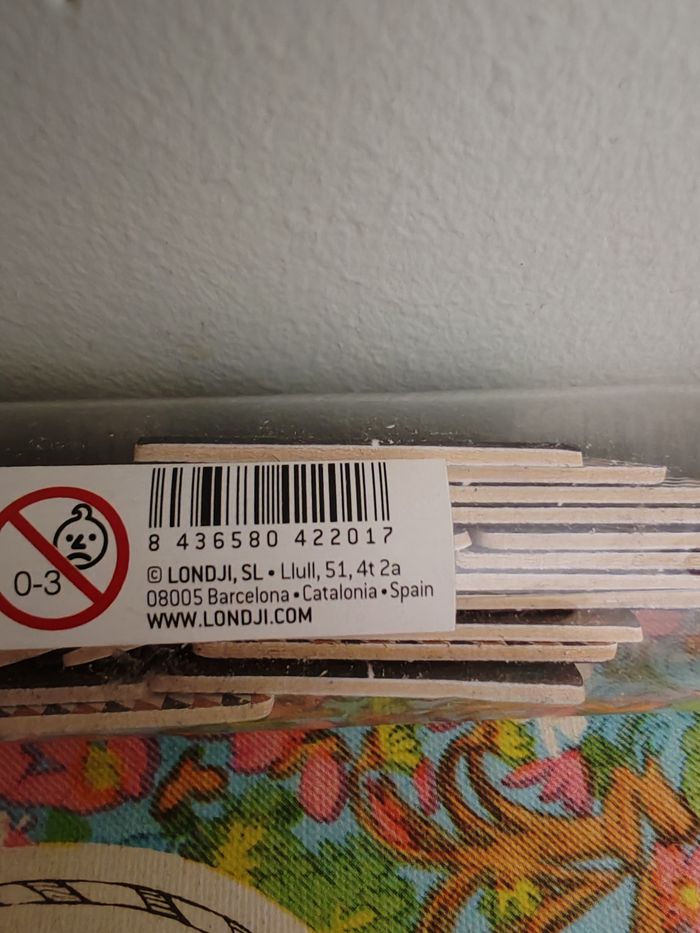 0-3
8 436580 422017
© LONDJI, SL • Llull, 51, 4t 2a
08005 Barcelona • Catalonia • Spain
WWW.LONDJI.COM